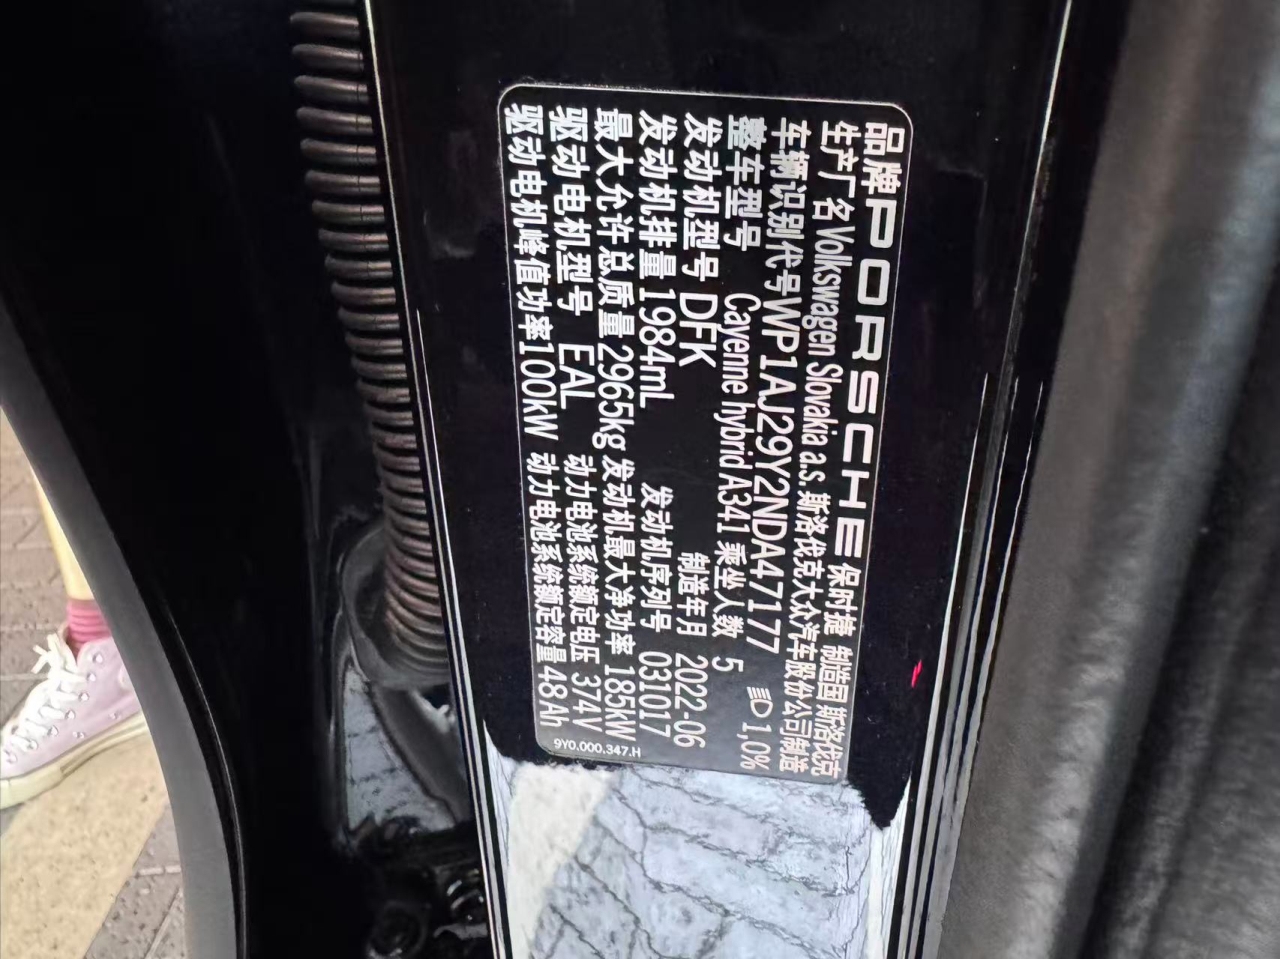 品牌 PORSCHE 保时捷 制造国 斯洛伐克
生产厂名 Volkswagen Slovakia a.s. 斯洛伐克大众汽车股份公司制造
车辆识别代号 WP1AJ29Y2NDA47177
整车型号 Cayenne hybrid A341 乘坐人数 5 1,0%
发动机型号 DFK 制造年月 2022-06
发动机排量 1984mL 发动机序列号 031017
最大允许总质量 2965kg 发动机最大净功率 185kW
驱动电机型号 EAL 动力电池系统额定电压 374V
驱动电机峰值功率 100kW 动力电池系统额定容量 48Ah
9Y0.000.347.H